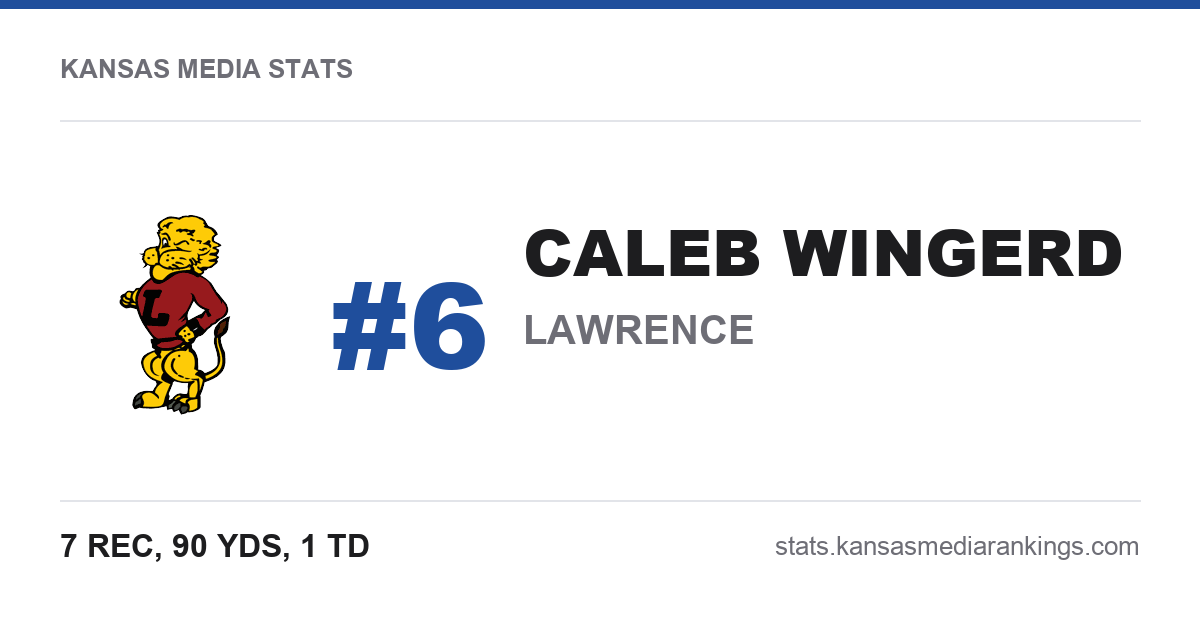 KANSAS MEDIA STATS
L
#6
CALEB WINGERD
LAWRENCE
7 REC, 90 YDS, 1 TD
stats.kansasmediarankings.com